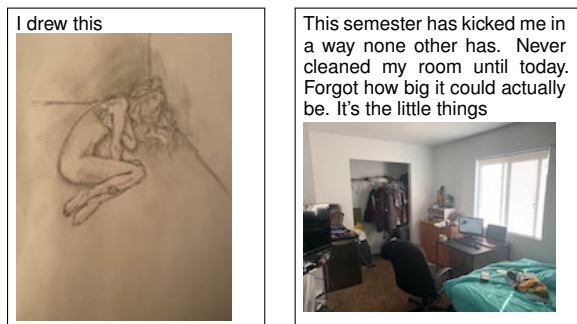 I drew this
This semester has kicked me in
a way none other has. Never
cleaned my room until today.
Forgot how big it could actually
be. It's the little things